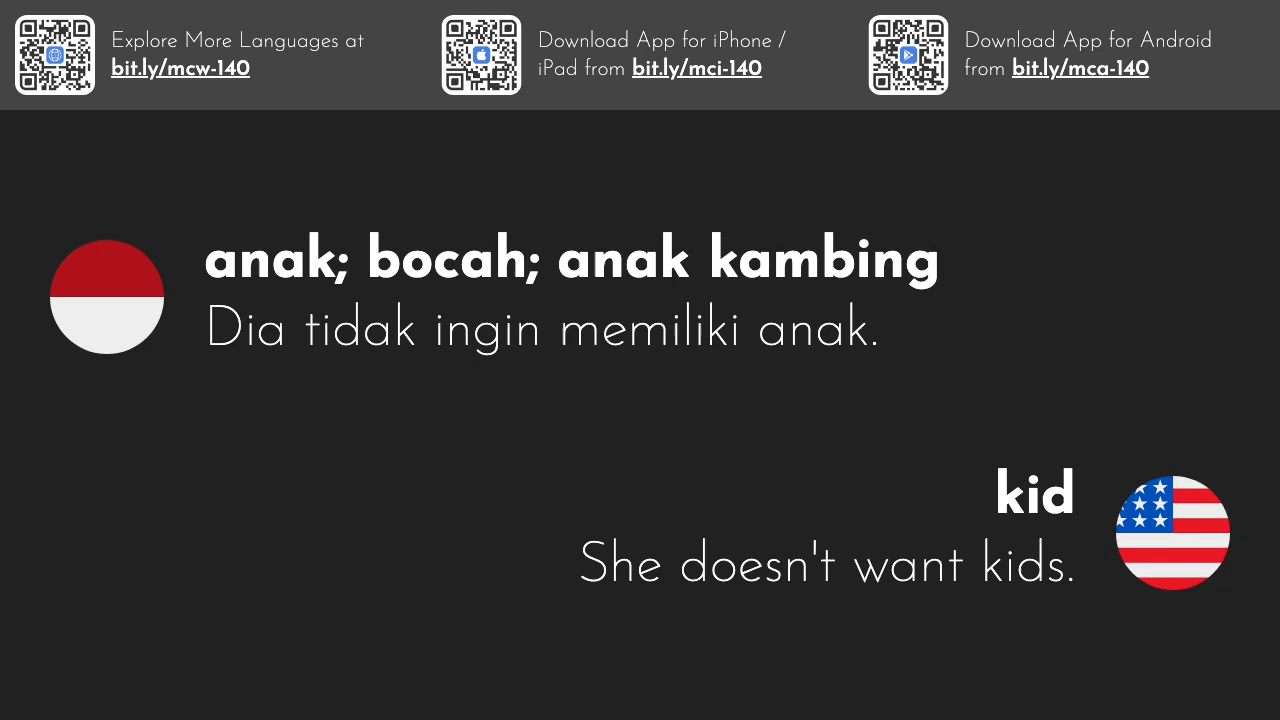 Explore More Languages at
bit.ly/mcw-140
Download App for iPhone /
iPad from bit.ly/mci-140
Download App for Android
from bit.ly/mca-140
anak; bocah; anak kambing
Dia tidak ingin memiliki anak.
kid
She doesn't want kids.